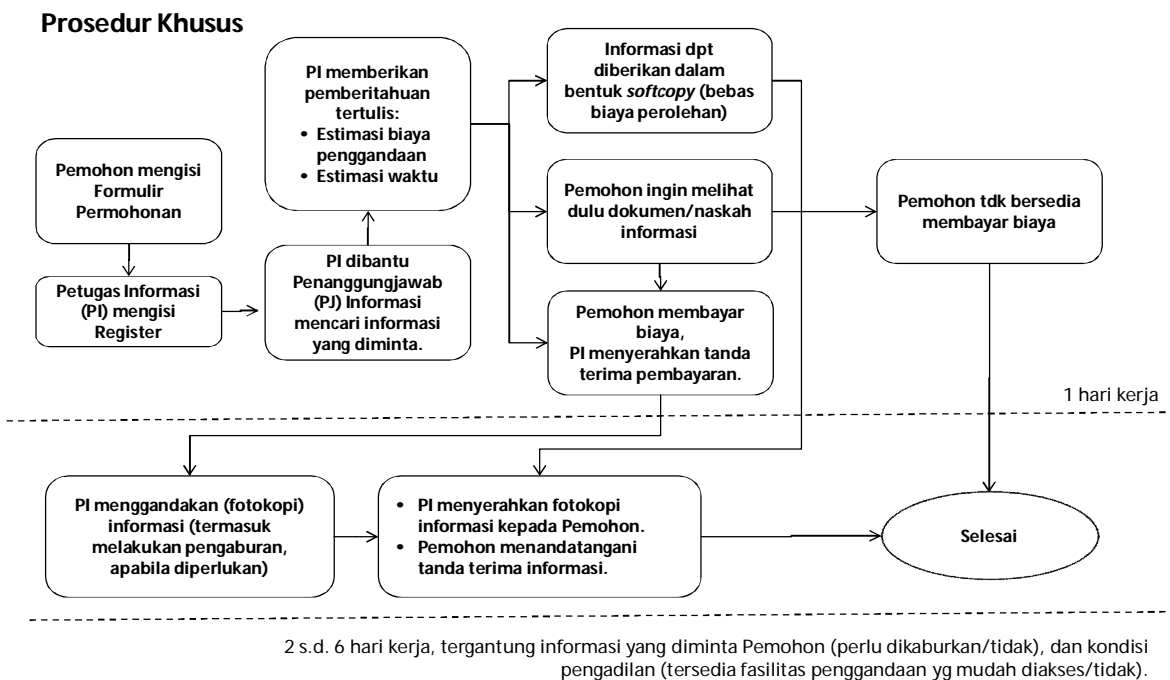 Prosedur Khusus
Pemohon mengisi
Formulir
Permohonan
Petugas Informasi
(PI) mengisi
Register
PI dibantu
Penanggungjawab
(PJ) Informasi
mencari informasi
yang diminta.
PI memberikan
pemberitahuan
tertulis:
• Estimasi biaya
penggandaan
• Estimasi waktu
Informasi dpt
diberikan dalam
bentuk softcopy (bebas
biaya perolehan)
Pemohon ingin melihat
dulu dokumen/naskah
informasi
Pemohon membayar
biaya,
PI menyerahkan tanda
terima pembayaran.
Pemohon tdk bersedia
membayar biaya
1 hari kerja
PI menggandakan (fotokopi)
informasi (termasuk
melakukan pengaburan,
apabila diperlukan)
• PI menyerahkan fotokopi
informasi kepada Pemohon.
• Pemohon menandatangani
tanda terima informasi.
Selesai
2 s.d. 6 hari kerja, tergantung informasi yang diminta Pemohon (perlu dikaburkan/tidak), dan kondisi
pengadilan (tersedia fasilitas penggandaan yg mudah diakses/tidak).